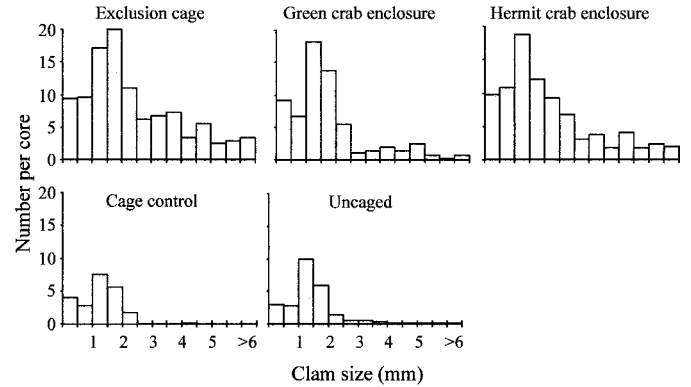 Exclusion cage
Green crab enclosure
Hermit crab enclosure
20
15
10
5
0
Number per core
Cage control
Uncaged
20
15
10
5
0
1 2 3 4 5 >6
1 2 3 4 5 >6
Clam size (mm)